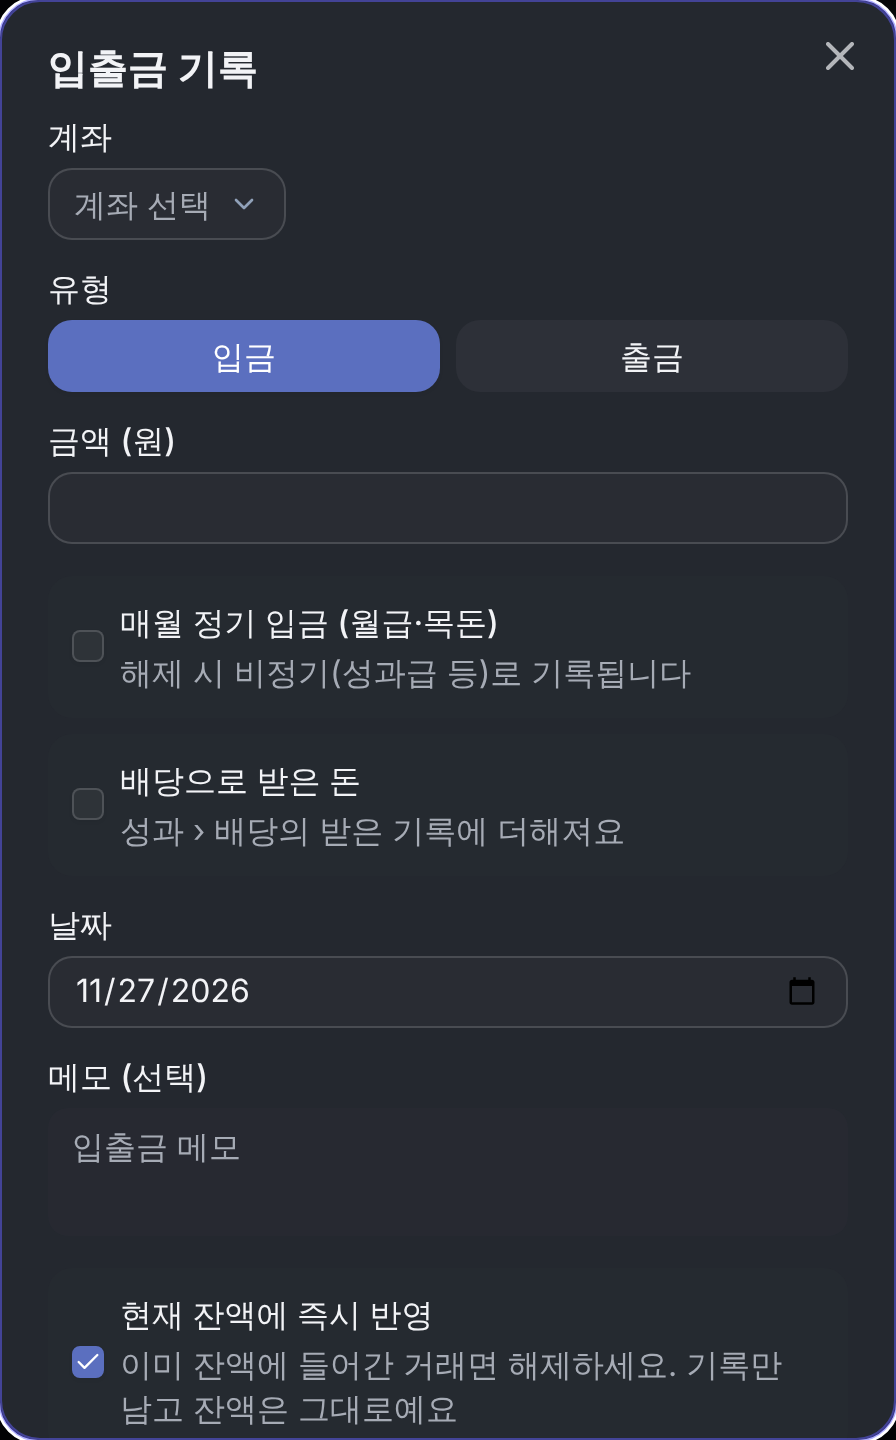 입출금 기록
계좌
계좌 선택
유형
입금
출금
금액 (원)
매월 정기 입금 (월급·목돈)
해제 시 비정기(성과급 등)로 기록됩니다
배당으로 받은 돈
성과 › 배당의 받은 기록에 더해져요
날짜
11/27/2026
메모 (선택)
입출금 메모
현재 잔액에 즉시 반영
이미 잔액에 들어간 거래면 해제하세요. 기록만
남고 잔액은 그대로예요